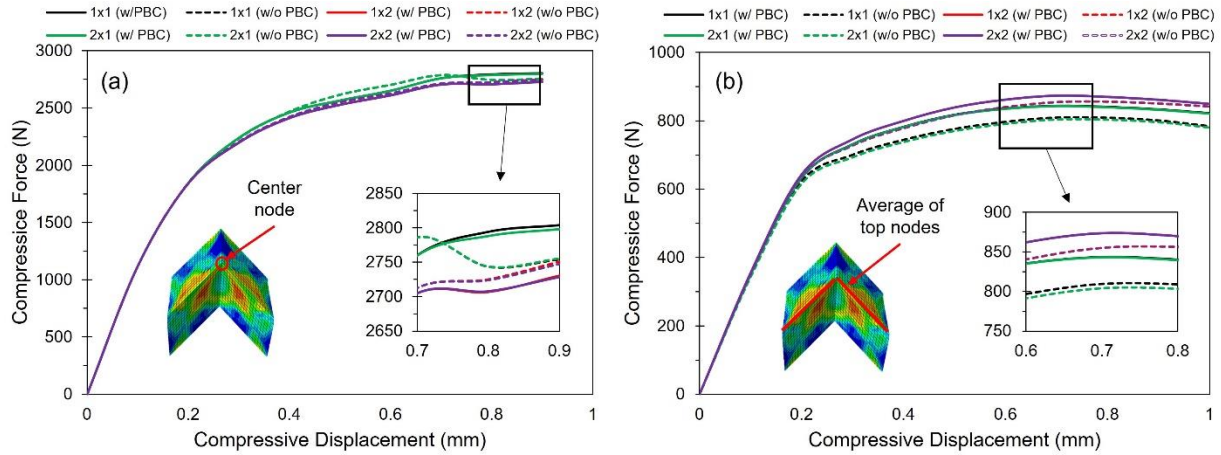 1x1 (w/PBC) 1x1 (w/o PBC) 1x2 (w/ PBC) 1x2 (w/o PBC)
2x1 (w/ PBC) 2x1 (w/o PBC) 2x2 (w/ PBC) 2x2 (w/o PBC)
3000
2500
2000
1500
1000
500
0
Compressice Force (N)
(a)
Center
node
2850
2800
2750
2700
2650
0.7 0.8 0.9
0 0.2 0.4 0.6 0.8 1
Compressive Displacement (mm)
1x1 (w/ PBC) 1x1 (w/o PBC) 1x2 (w/ PBC) 1x2 (w/o PBC)
2x1 (w/ PBC) 2x1 (w/o PBC) 2x2 (w/ PBC) 2x2 (w/o PBC)
1000
800
600
400
200
0
Compressice Force (N)
(b)
Average of
top nodes
900
850
800
750
0.6 0.7 0.8
0 0.2 0.4 0.6 0.8 1
Compressive Displacement (mm)